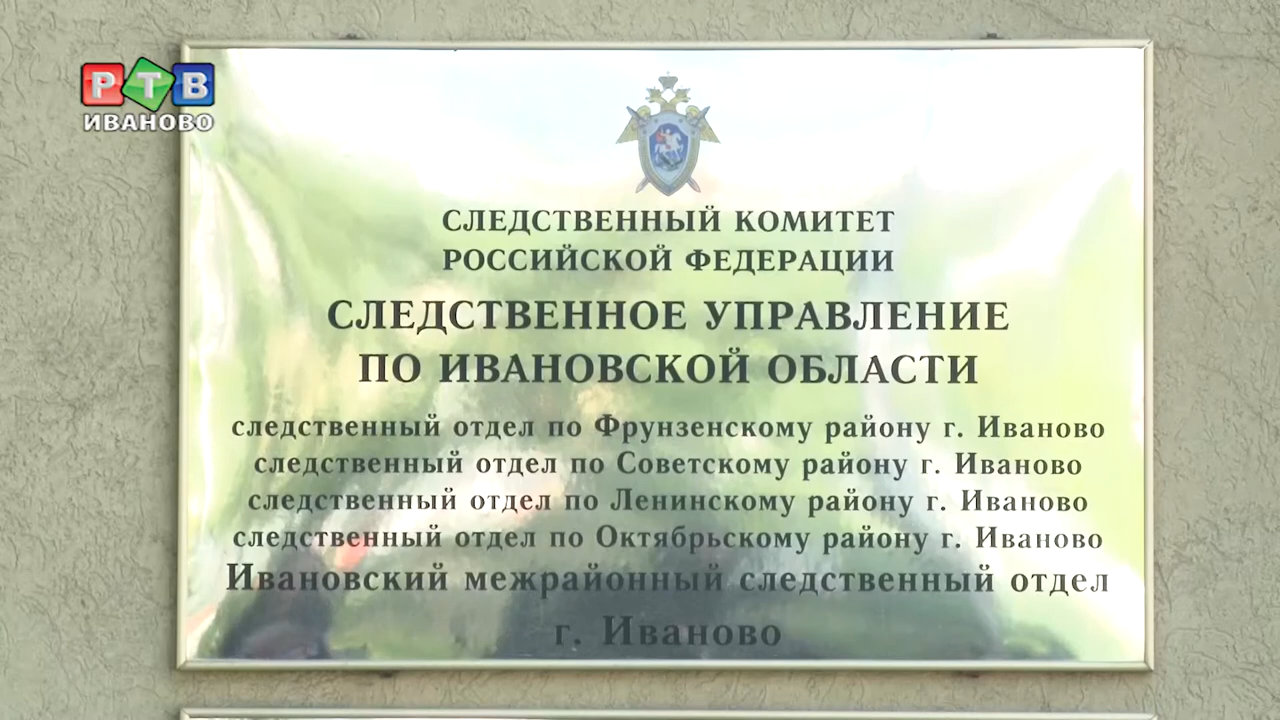 РТВ
ИВАНОВО
СЛЕДСТВЕННЫЙ КОМИТЕТ
РОССИЙСКОЙ ФЕДЕРАЦИИ
СЛЕДСТВЕННОЕ УПРАВЛЕНИЕ
ПО ИВАНОВСКОЙ ОБЛАСТИ
следственный отдел по Фрунзенскому району г. Иваново
следственный отдел по Советскому району г. Иваново
следственный отдел по Ленинскому району г. Иваново
следственный отдел по Октябрьскому району г. Иваново
Ивановский межрайонный следственный отдел
г. Иваново